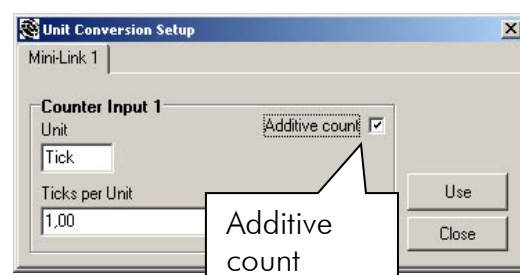 Unit Conversion Setup
Mini-Link 1
Counter Input 1
Unit
Additive count
Tick
Ticks per Unit
1,00
Use
Close
Additive
count